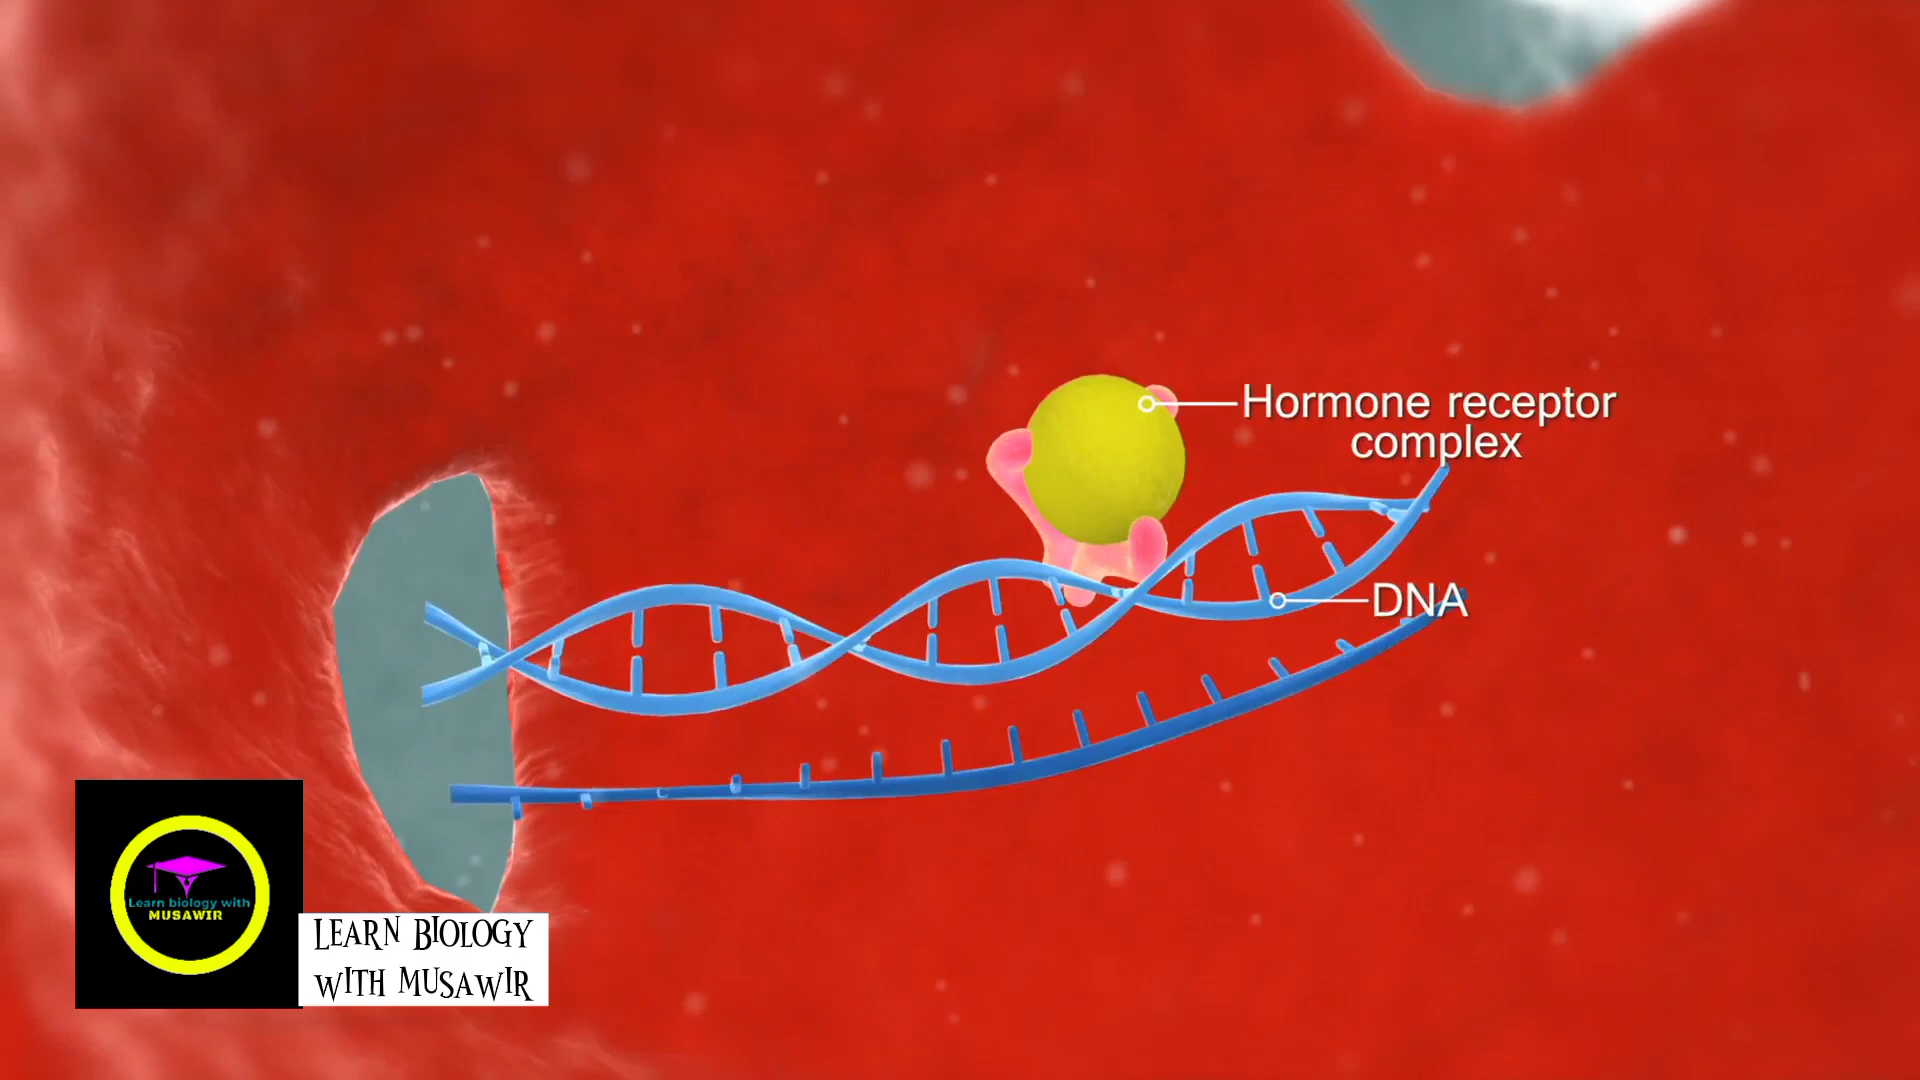 Hormone receptor
complex
DNA
Learn biology with
MUSAWIR
LEARN BIOLOGY
WITH MUSAWIR